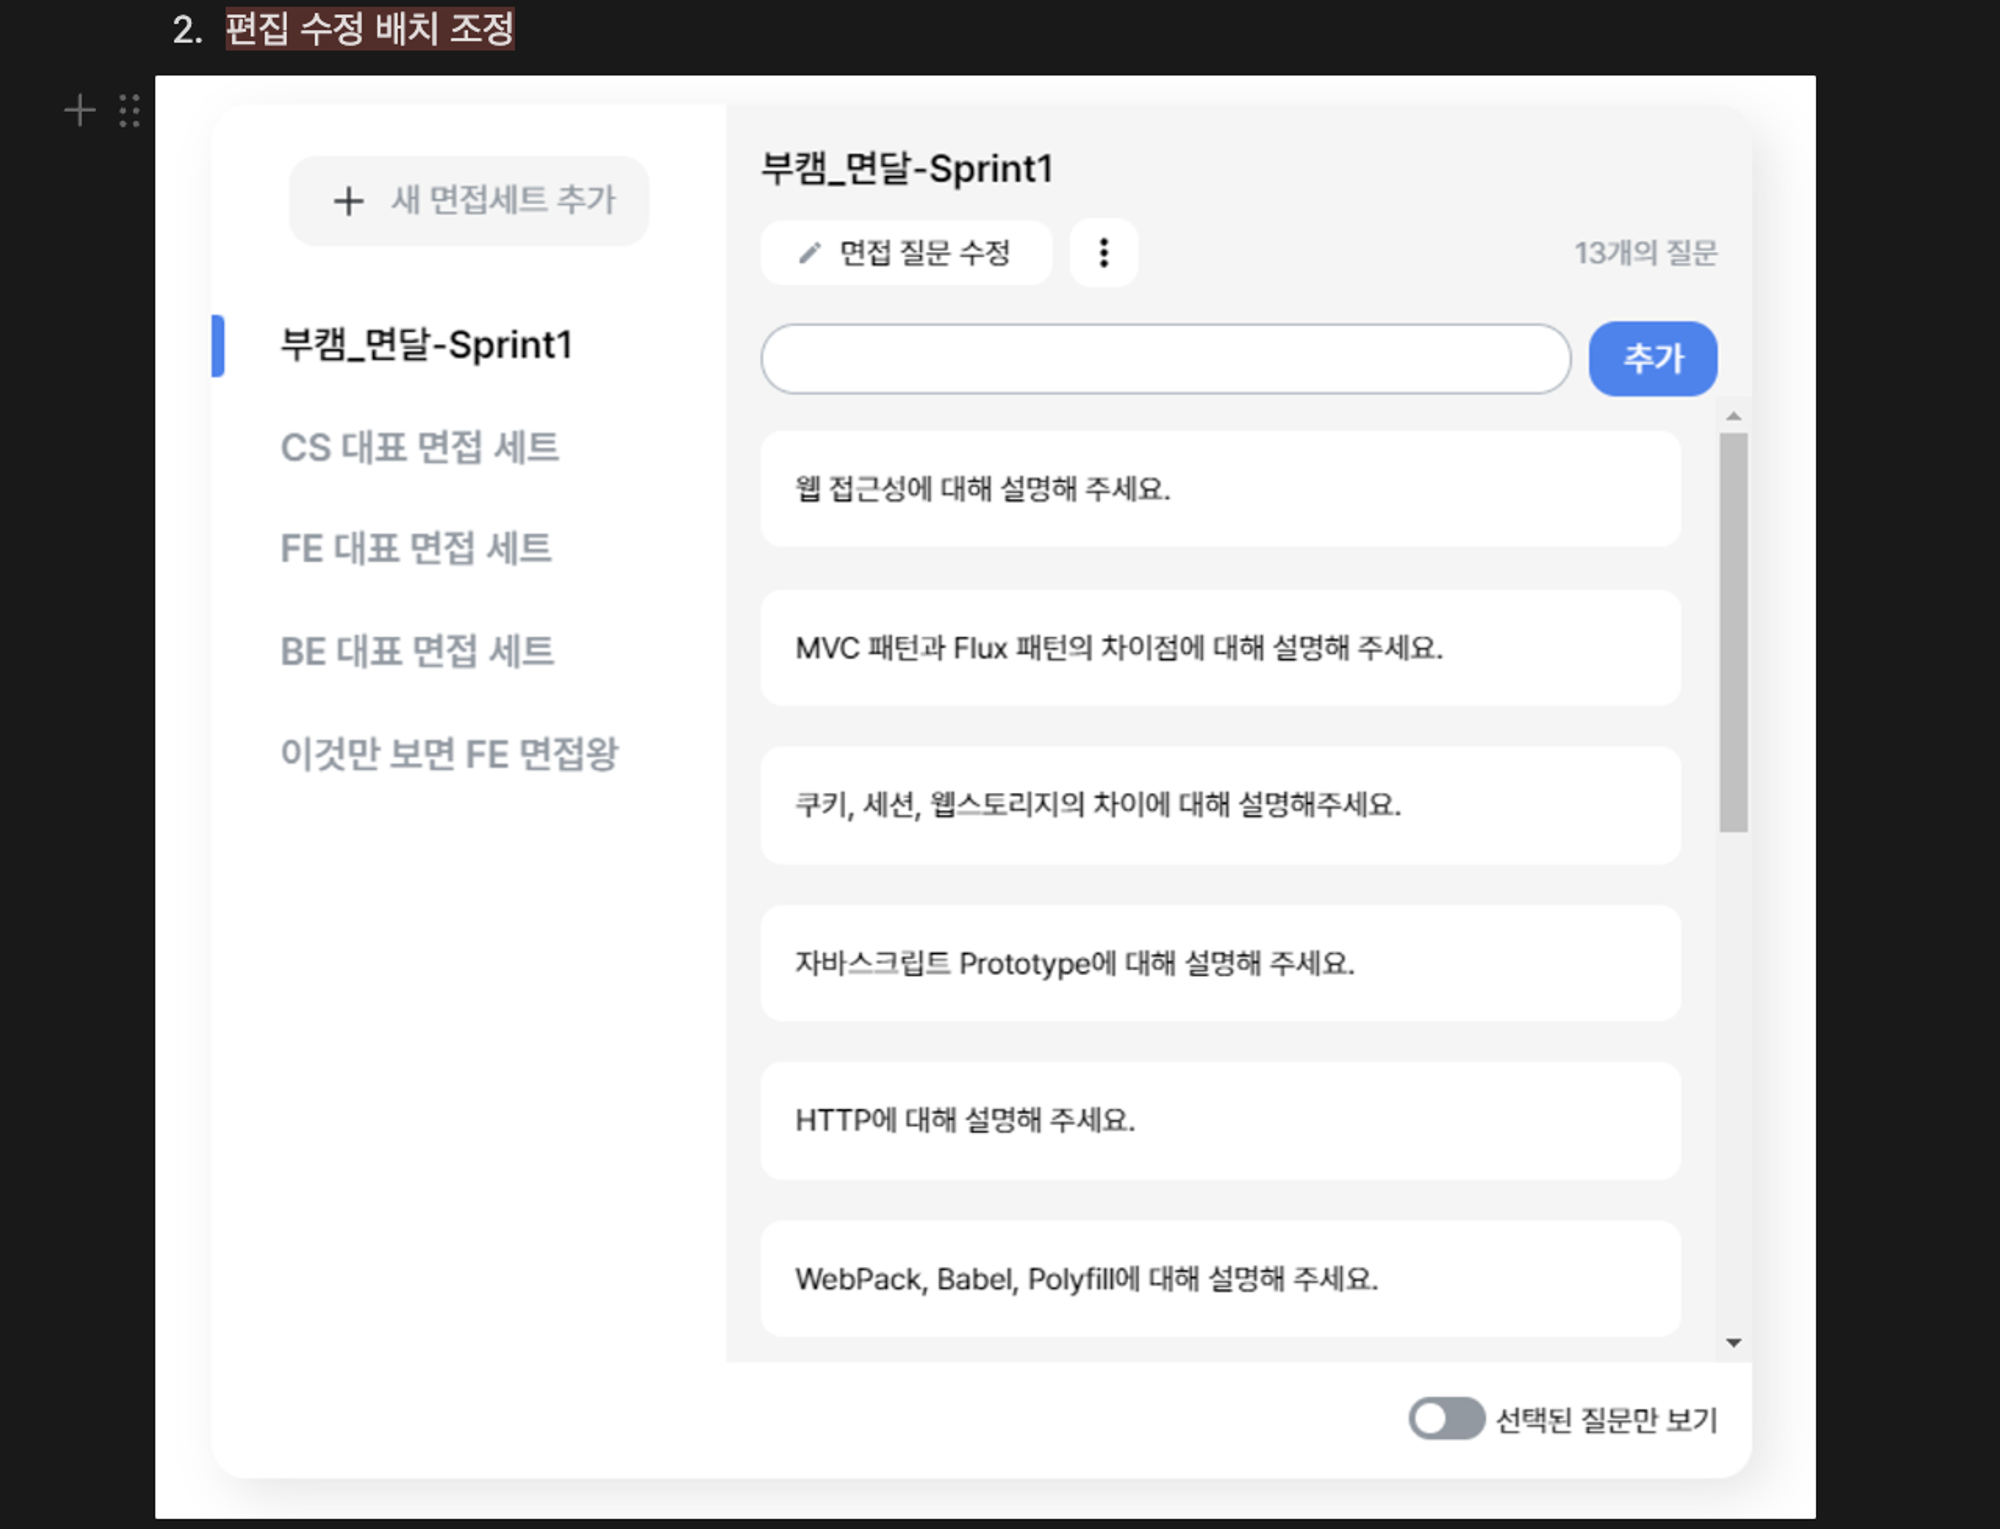 2. 편집 수정 배치 조정
새 면접세트 추가
부캠_면달-Sprint1
CS 대표 면접 세트
FE 대표 면접 세트
BE 대표 면접 세트
이것만 보면 FE 면접왕
부캠_면달-Sprint1
면접 질문 수정
13개의 질문
추가
웹 접근성에 대해 설명해 주세요.
MVC 패턴과 Flux 패턴의 차이점에 대해 설명해 주세요.
쿠키, 세션, 웹스토리지의 차이에 대해 설명해주세요.
자바스크립트 Prototype에 대해 설명해 주세요.
HTTP에 대해 설명해 주세요.
WebPack, Babel, Polyfill에 대해 설명해 주세요.
선택된 질문만 보기